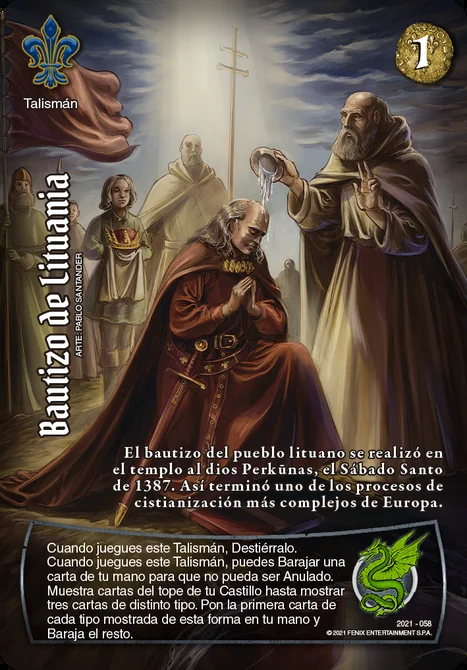 1
Talismán
Bautizo de Lituania
ARTE: PABLO SANTANDER
El bautizo del pueblo lituano se realizó en
el templo al dios Perkūnas, el Sábado Santo
de 1387. Así terminó uno de los procesos de
cistianización más complejos de Europa.
Cuando juegues este Talismán, Destiérralo.
Cuando juegues este Talismán, puedes Barajar una
carta de tu mano para que no pueda ser Anulado.
Muestra cartas del tope de tu Castillo hasta mostrar
tres cartas de distinto tipo. Pon la primera carta de
cada tipo mostrada de esta forma en tu mano y
Baraja el resto.
2021 - 058
© 2021 FENIX ENTERTAINMENT S.P.A.